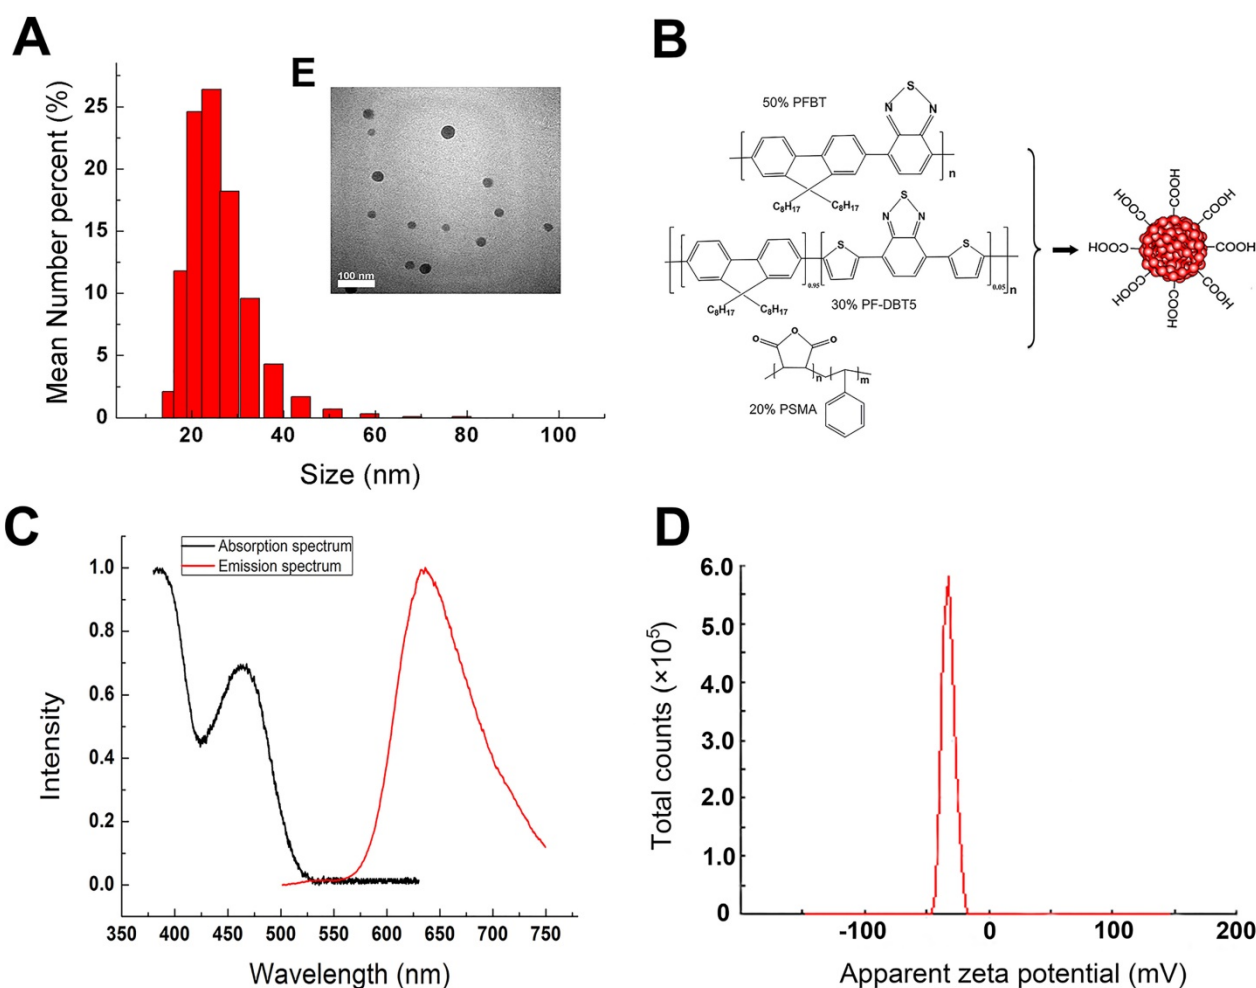 A
Mean Number percent (%)
25
20
15
10
5
0
20
40
60
80
100
Size (nm)
E
100 nm
B
50% PFBT
S
N
N
n
C8H17
C8H17
S
N
N
S
S
0.95
0.05
n
C8H17
C8H17
30% PF-DBT5
O
O
O
n
m
20% PSMA
COOH
COOH
COOH
COOH
COOH
COOH
HOOC
HOOC
C
Absorption spectrum
Emission spectrum
Intensity
1.0
0.8
0.6
0.4
0.2
0.0
350
400
450
500
550
600
650
700
750
Wavelength (nm)
D
Total counts (×10⁵)
6.0
5.0
4.0
3.0
2.0
1.0
0
-100
0
100
200
Apparent zeta potential (mV)